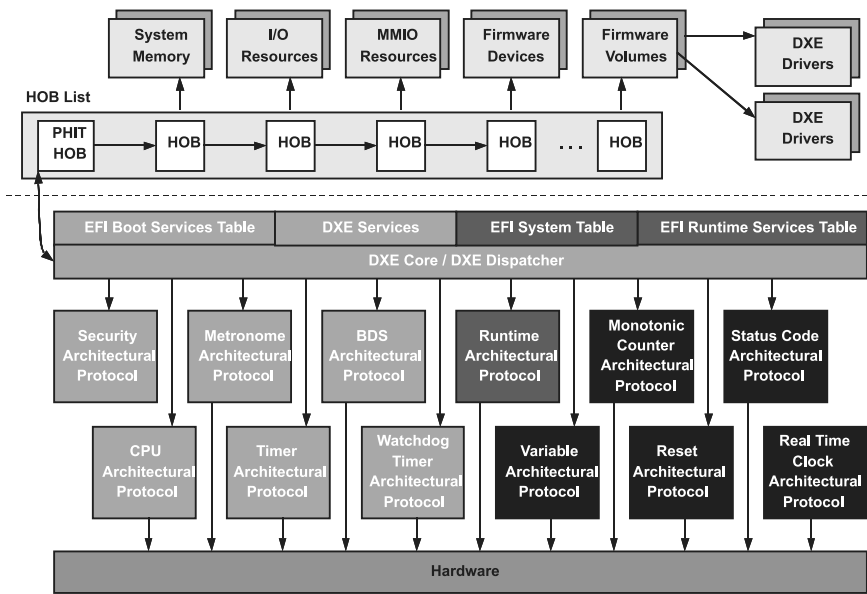 System
Memory
I/O
Resources
MMIO
Resources
Firmware
Devices
Firmware
Volumes
DXE
Drivers
DXE
Drivers
HOB List
PHIT
HOB
HOB
HOB
HOB
HOB
...
HOB
EFI Boot Services Table
DXE Services
EFI System Table
EFI Runtime Services Table
DXE Core / DXE Dispatcher
Security
Architectural
Protocol
Metronome
Architectural
Protocol
BDS
Architectural
Protocol
Runtime
Architectural
Protocol
Monotonic
Counter
Architectural
Protocol
Status Code
Architectural
Protocol
CPU
Architectural
Protocol
Timer
Architectural
Protocol
Watchdog
Timer
Architectural
Protocol
Variable
Architectural
Protocol
Reset
Architectural
Protocol
Real Time
Clock
Architectural
Protocol
Hardware